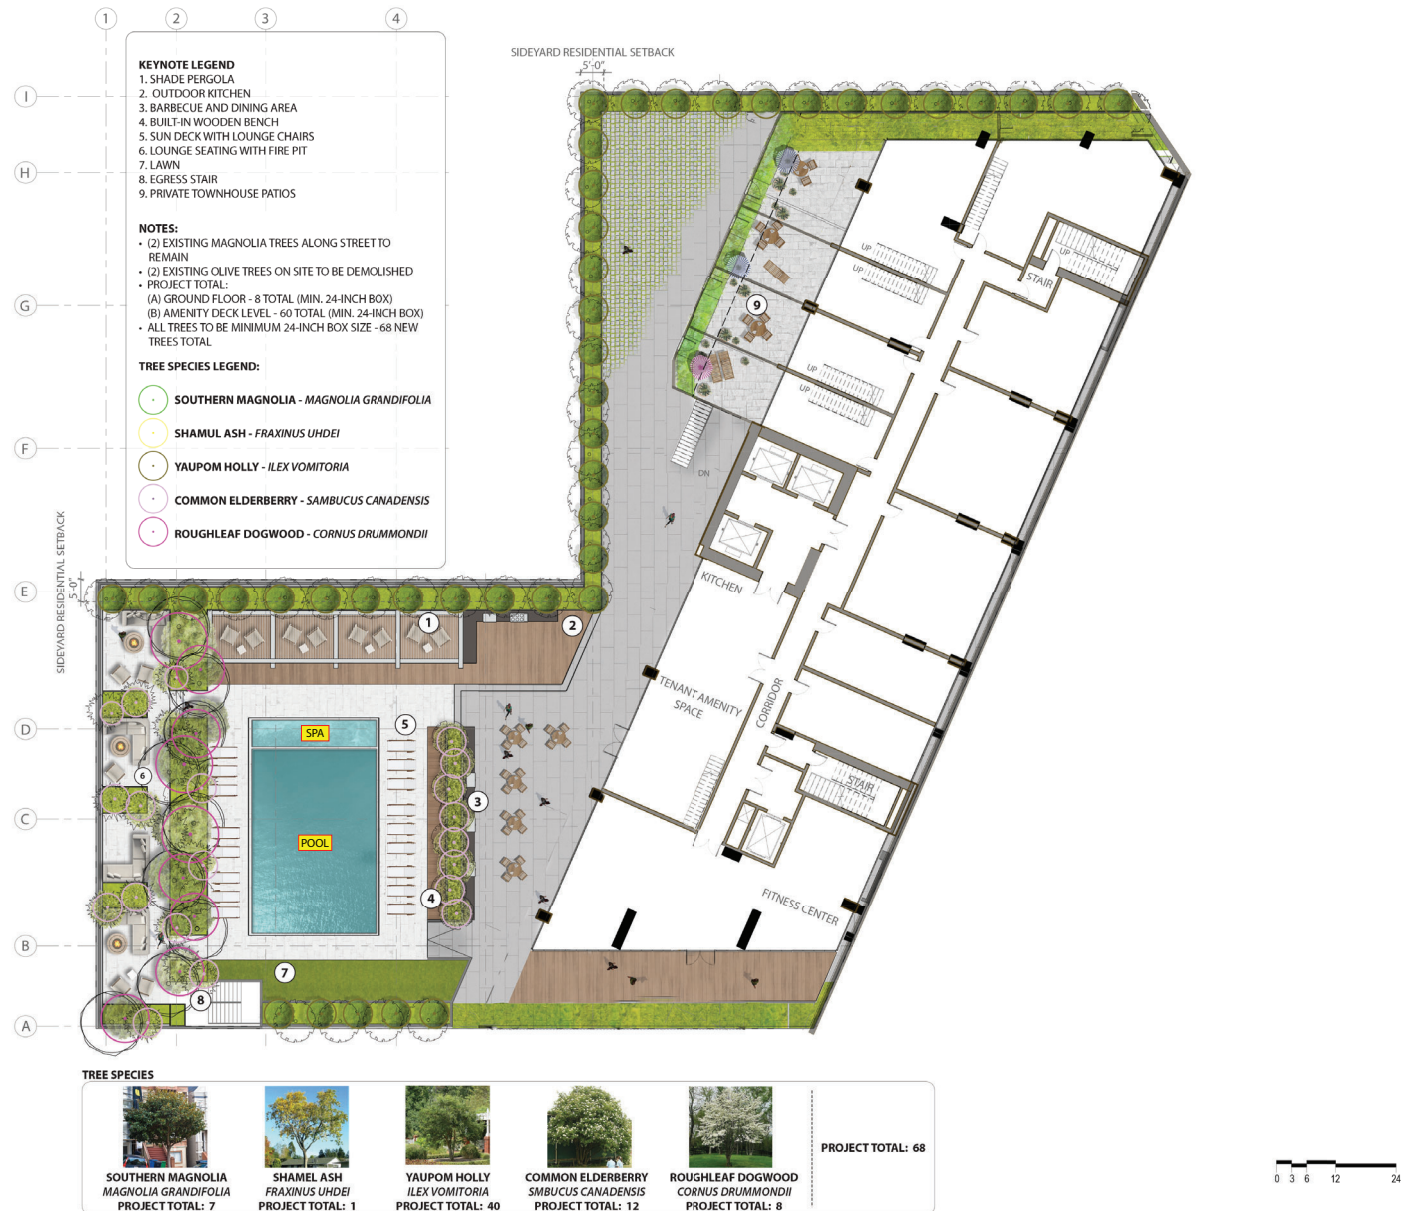 1
2
3
4
SIDEYARD RESIDENTIAL SETBACK
5'-0"
KEYNOTE LEGEND
1. SHADE PERGOLA
2. OUTDOOR KITCHEN
3. BARBECUE AND DINING AREA
4. BUILT-IN WOODEN BENCH
5. SUN DECK WITH LOUNGE CHAIRS
6. LOUNGE SEATING WITH FIRE PIT
7. LAWN
8. EGRESS STAIR
9. PRIVATE TOWNHOUSE PATIOS
NOTES:
• (2) EXISTING MAGNOLIA TREES ALONG STREET TO
REMAIN
• (2) EXISTING OLIVE TREES ON SITE TO BE DEMOLISHED
• PROJECT TOTAL:
(A) GROUND FLOOR - 8 TOTAL (MIN. 24-INCH BOX)
(B) AMENITY DECK LEVEL - 60 TOTAL (MIN. 24-INCH BOX)
• ALL TREES TO BE MINIMUM 24-INCH BOX SIZE - 68 NEW
TREES TOTAL
TREE SPECIES LEGEND:
SOUTHERN MAGNOLIA - MAGNOLIA GRANDIFOLIA
SHAMUL ASH - FRAXINUS UHDEI
YAUPOM HOLLY - ILEX VOMITORIA
COMMON ELDERBERRY - SAMBUCUS CANADENSIS
ROUGHLEAF DOGWOOD - CORNUS DRUMMONDII
I
H
G
F
E
D
C
B
A
SIDEYARD RESIDENTIAL SETBACK
5'-0"
UP
UP
UP
STAIR
UP
9
UP
UP
DN
KITCHEN
1
2
TENANT AMENITY
SPACE
CORRIDOR
5
SPA
6
STAIR
3
POOL
4
FITNESS CENTER
7
8
TREE SPECIES
SOUTHERN MAGNOLIA
MAGNOLIA GRANDIFOLIA
PROJECT TOTAL: 7
SHAMEL ASH
FRAXINUS UHDEI
PROJECT TOTAL: 1
YAUPOM HOLLY
ILEX VOMITORIA
PROJECT TOTAL: 40
COMMON ELDERBERRY
SMBUCUS CANADENSIS
PROJECT TOTAL: 12
ROUGHLEAF DOGWOOD
CORNUS DRUMMONDII
PROJECT TOTAL: 8
PROJECT TOTAL: 68
0 3 6 12 24